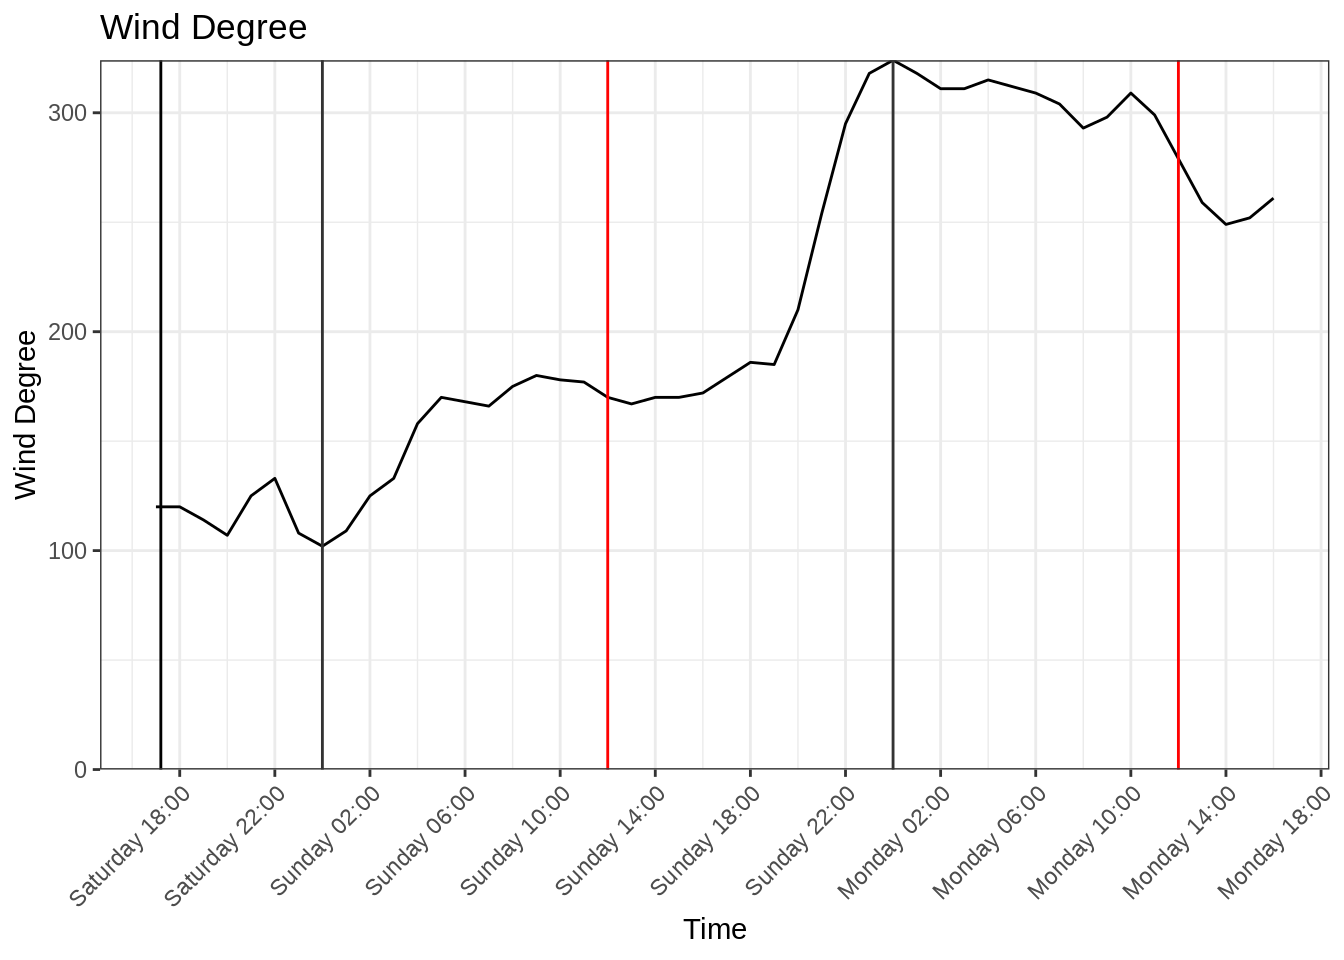 Wind Degree
Wind Degree
300
200
100
0
Saturday 18:00
Saturday 22:00
Sunday 02:00
Sunday 06:00
Sunday 10:00
Sunday 14:00
Sunday 18:00
Sunday 22:00
Monday 02:00
Monday 06:00
Monday 10:00
Monday 14:00
Monday 18:00
Time